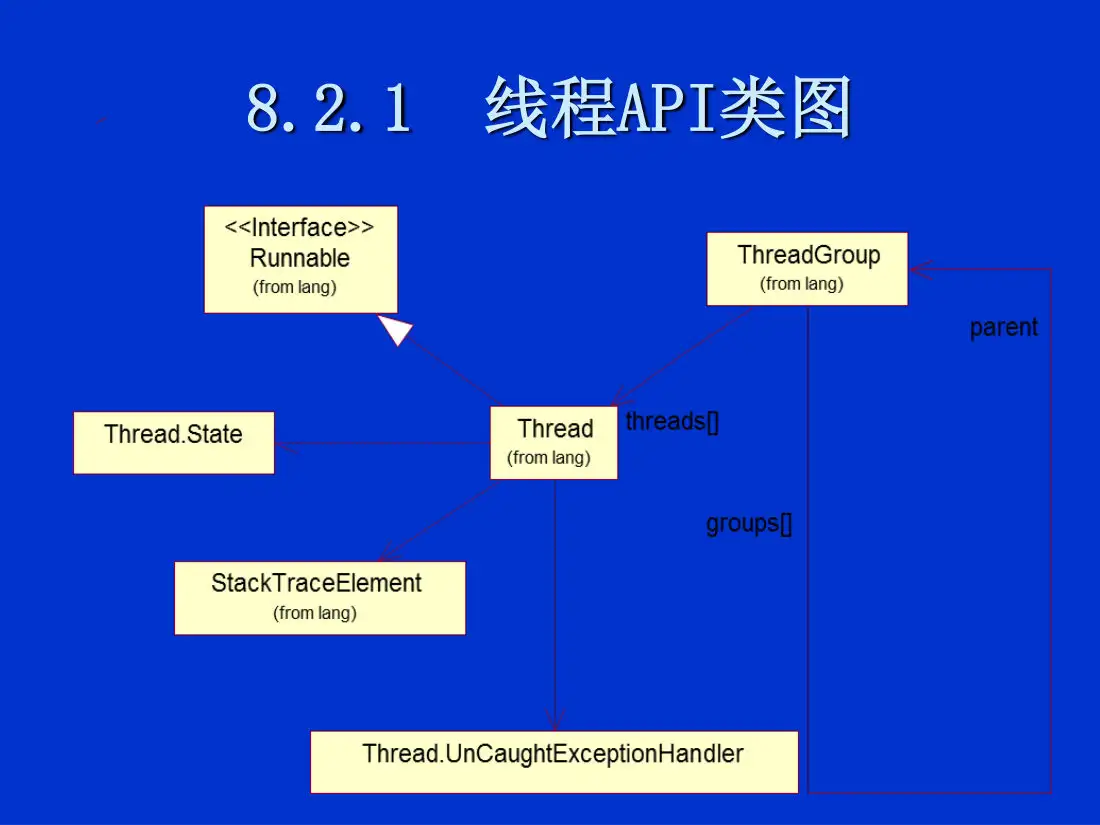 8.2.1 线程API类图
<<Interface>>
Runnable
(from lang)
ThreadGroup
(from lang)
parent
Thread
(from lang)
threads[]
Thread.State
groups[]
StackTraceElement
(from lang)
Thread.UnCaughtExceptionHandler